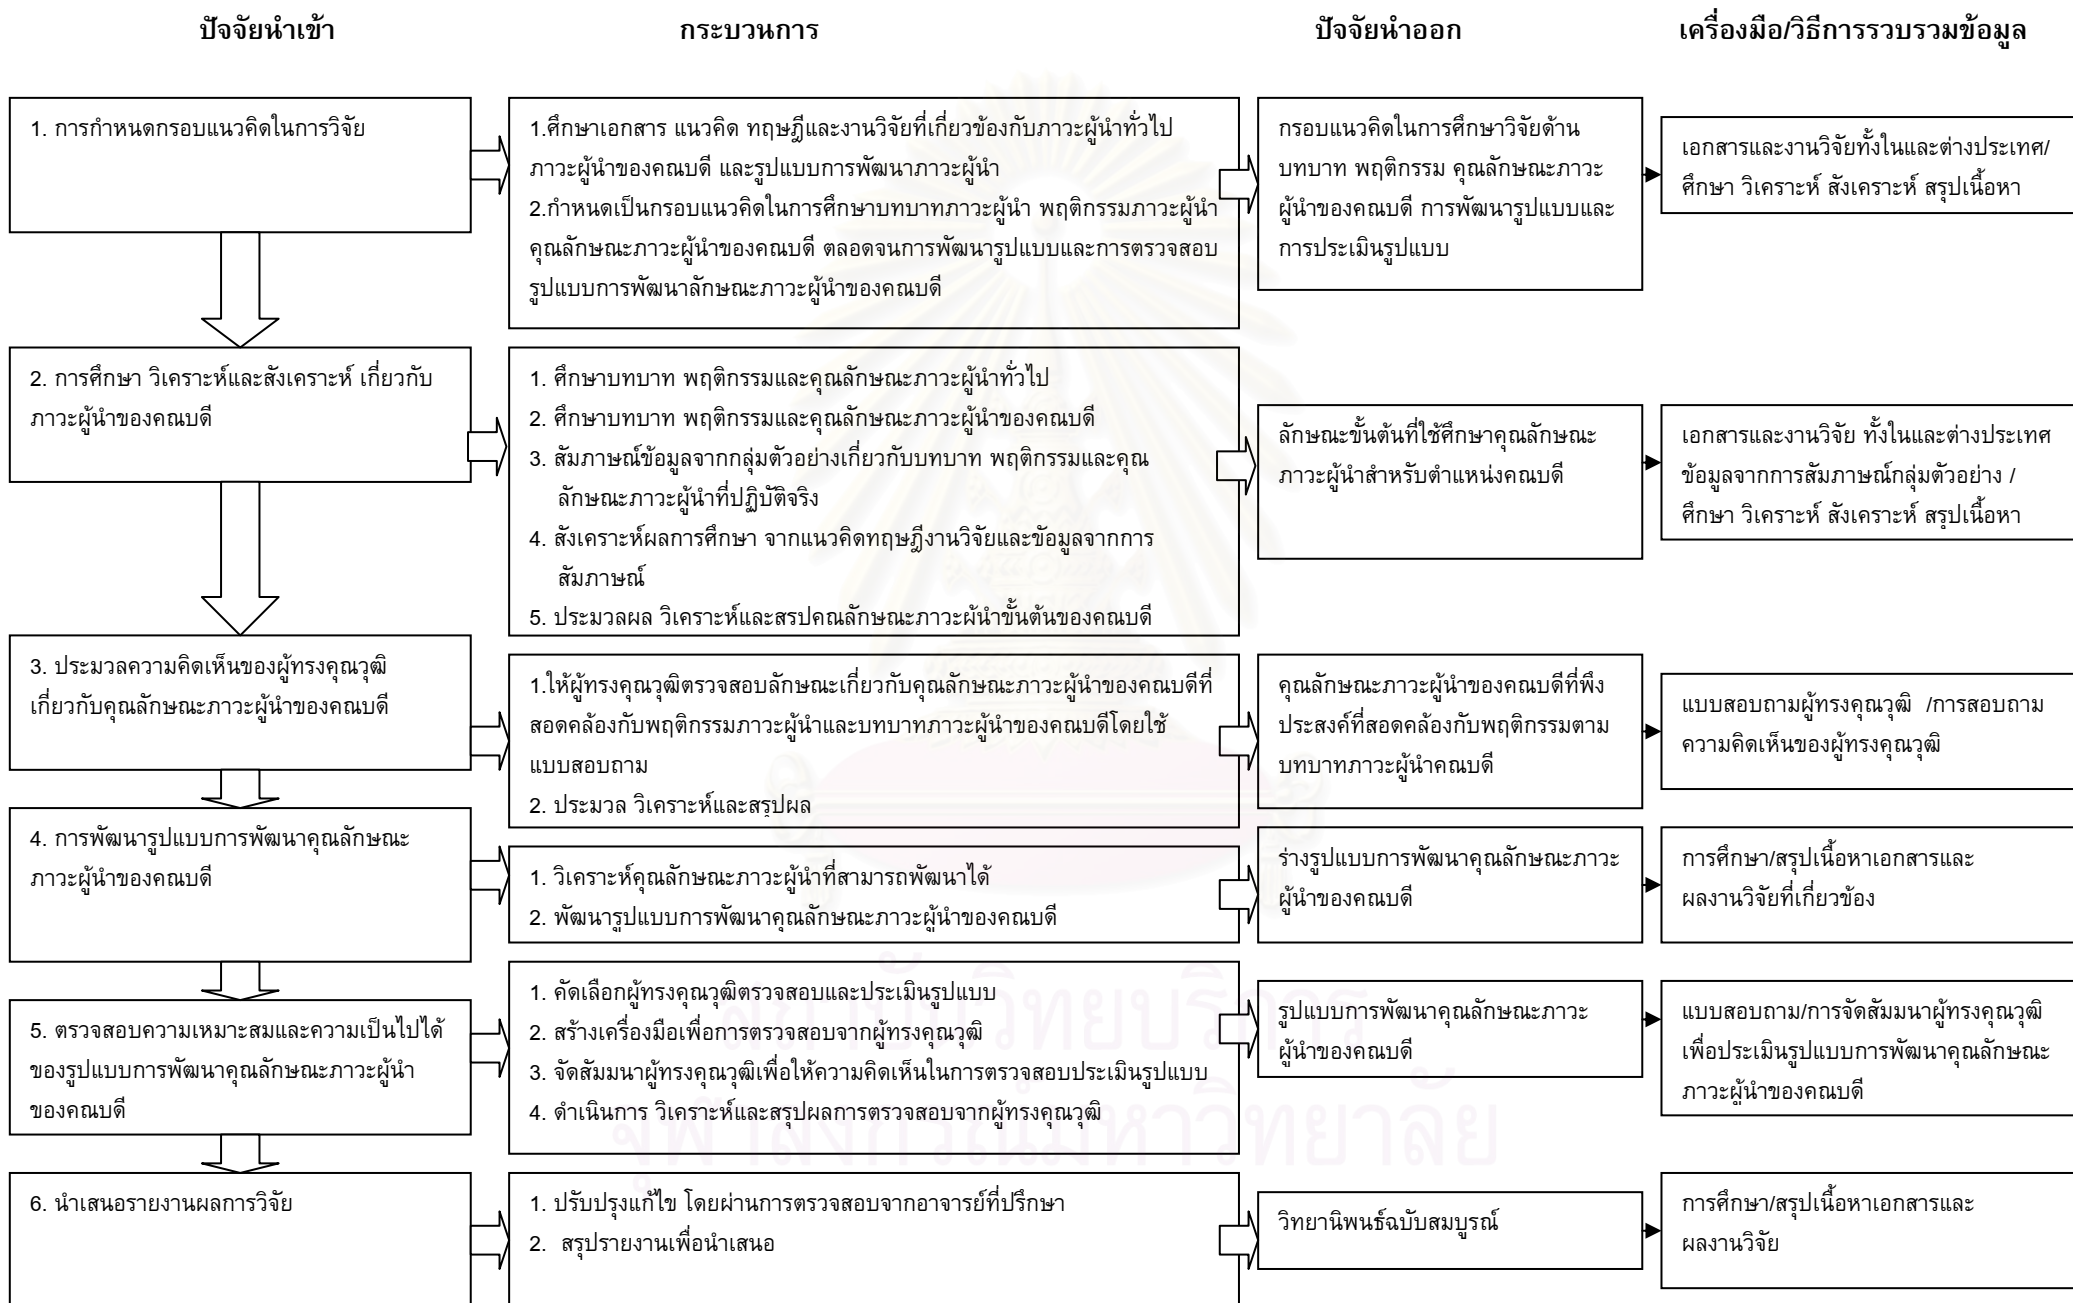 ปัจจัยนำเข้า
กระบวนการ
ปัจจัยนำออก
เครื่องมือ/วิธีการรวบรวมข้อมูล
1. การกำหนดกรอบแนวคิดในการวิจัย
1.ศึกษาเอกสาร แนวคิด ทฤษฎีและงานวิจัยที่เกี่ยวข้องกับภาวะผู้นำทั่วไป
ภาวะผู้นำของคณบดี และรูปแบบการพัฒนาภาวะผู้นำ
2.กำหนดเป็นกรอบแนวคิดในการศึกษาบทบาทภาวะผู้นำ พฤติกรรมภาวะผู้นำ
คุณลักษณะภาวะผู้นำของคณบดี ตลอดจนการพัฒนารูปแบบและการตรวจสอบ
รูปแบบการพัฒนาลักษณะภาวะผู้นำของคณบดี
กรอบแนวคิดในการศึกษาวิจัยด้าน
บทบาท พฤติกรรม คุณลักษณะภาวะ
ผู้นำของคณบดี การพัฒนารูปแบบและ
การประเมินรูปแบบ
เอกสารและงานวิจัยทั้งในและต่างประเทศ/
ศึกษา วิเคราะห์ สังเคราะห์ สรุปเนื้อหา
2. การศึกษา วิเคราะห์และสังเคราะห์ เกี่ยวกับ
ภาวะผู้นำของคณบดี
1. ศึกษาบทบาท พฤติกรรมและคุณลักษณะภาวะผู้นำทั่วไป
2. ศึกษาบทบาท พฤติกรรมและคุณลักษณะภาวะผู้นำของคณบดี
3. สัมภาษณ์ข้อมูลจากกลุ่มตัวอย่างเกี่ยวกับบทบาท พฤติกรรมและคุณ
ลักษณะภาวะผู้นำที่ปฏิบัติจริง
4. สังเคราะห์ผลการศึกษา จากแนวคิดทฤษฎีงานวิจัยและข้อมูลจากการ
สัมภาษณ์
5. ประมวลผล วิเคราะห์และสรุปคุณลักษณะภาวะผู้นำขั้นต้นของคณบดี
ลักษณะขั้นต้นที่ใช้ศึกษาคุณลักษณะ
ภาวะผู้นำสำหรับตำแหน่งคณบดี
เอกสารและงานวิจัย ทั้งในและต่างประเทศ
ข้อมูลจากการสัมภาษณ์กลุ่มตัวอย่าง /
ศึกษา วิเคราะห์ สังเคราะห์ สรุปเนื้อหา
3. ประมวลความคิดเห็นของผู้ทรงคุณวุฒิ
เกี่ยวกับคุณลักษณะภาวะผู้นำของคณบดี
1.ให้ผู้ทรงคุณวุฒิตรวจสอบลักษณะเกี่ยวกับคุณลักษณะภาวะผู้นำของคณบดีที่
สอดคล้องกับพฤติกรรมภาวะผู้นำและบทบาทภาวะผู้นำของคณบดีโดยใช้
แบบสอบถาม
2. ประมวล วิเคราะห์และสรุปผล
คุณลักษณะภาวะผู้นำของคณบดีที่พึง
ประสงค์ที่สอดคล้องกับพฤติกรรมตาม
บทบาทภาวะผู้นำคณบดี
แบบสอบถามผู้ทรงคุณวุฒิ /การสอบถาม
ความคิดเห็นของผู้ทรงคุณวุฒิ
4. การพัฒนารูปแบบการพัฒนาคุณลักษณะ
ภาวะผู้นำของคณบดี
1. วิเคราะห์คุณลักษณะภาวะผู้นำที่สามารถพัฒนาได้
2. พัฒนารูปแบบการพัฒนาคุณลักษณะภาวะผู้นำของคณบดี
ร่างรูปแบบการพัฒนาคุณลักษณะภาวะ
ผู้นำของคณบดี
การศึกษา/สรุปเนื้อหาเอกสารและ
ผลงานวิจัยที่เกี่ยวข้อง
5. ตรวจสอบความเหมาะสมและความเป็นไปได้
ของรูปแบบการพัฒนาคุณลักษณะภาวะผู้นำ
ของคณบดี
1. คัดเลือกผู้ทรงคุณวุฒิตรวจสอบและประเมินรูปแบบ
2. สร้างเครื่องมือเพื่อการตรวจสอบจากผู้ทรงคุณวุฒิ
3. จัดสัมมนาผู้ทรงคุณวุฒิเพื่อให้ความคิดเห็นในการตรวจสอบประเมินรูปแบบ
4. ดำเนินการ วิเคราะห์และสรุปผลการตรวจสอบจากผู้ทรงคุณวุฒิ
รูปแบบการพัฒนาคุณลักษณะภาวะ
ผู้นำของคณบดี
แบบสอบถาม/การจัดสัมมนาผู้ทรงคุณวุฒิ
เพื่อประเมินรูปแบบการพัฒนาคุณลักษณะ
ภาวะผู้นำของคณบดี
6. นำเสนอรายงานผลการวิจัย
1. ปรับปรุงแก้ไข โดยผ่านการตรวจสอบจากอาจารย์ที่ปรึกษา
2. สรุปรายงานเพื่อนำเสนอ
วิทยานิพนธ์ฉบับสมบูรณ์
การศึกษา/สรุปเนื้อหาเอกสารและ
ผลงานวิจัย
สถาบันวิทยบริการ
จุฬาลงกรณ์มหาวิทยาลัย